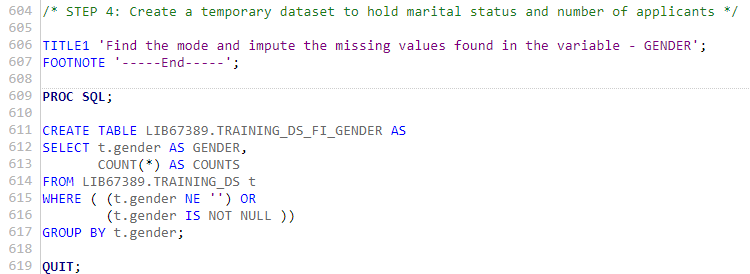 604 /* STEP 4: Create a temporary dataset to hold marital status and number of applicants */
605
606 TITLE1 'Find the mode and impute the missing values found in the variable - GENDER';
607 FOOTNOTE '-----End-----';
608
609 PROC SQL;
610
611 CREATE TABLE LIB67389.TRAINING_DS_FI_GENDER AS
612 SELECT t.gender AS GENDER,
613        COUNT(*) AS COUNTS
614 FROM LIB67389.TRAINING_DS t
615 WHERE ( (t.gender NE '') OR
616         (t.gender IS NOT NULL ))
617 GROUP BY t.gender;
618
619 QUIT;